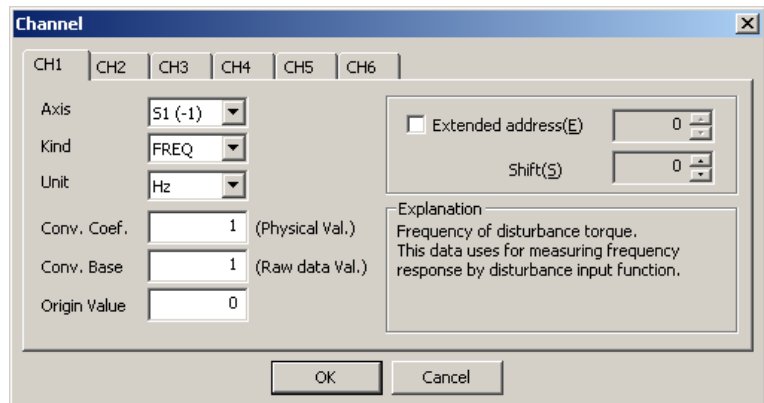 Channel
CH1 CH2 CH3 CH4 CH5 CH6
Axis S1 (-1)
Kind FREQ
Unit Hz
Conv. Coef. 1 (Physical Val.)
Conv. Base 1 (Raw data Val.)
Origin Value 0
Extended address(E) 0
Shift(S) 0
Explanation
Frequency of disturbance torque.
This data uses for measuring frequency
response by disturbance input function.
OK Cancel